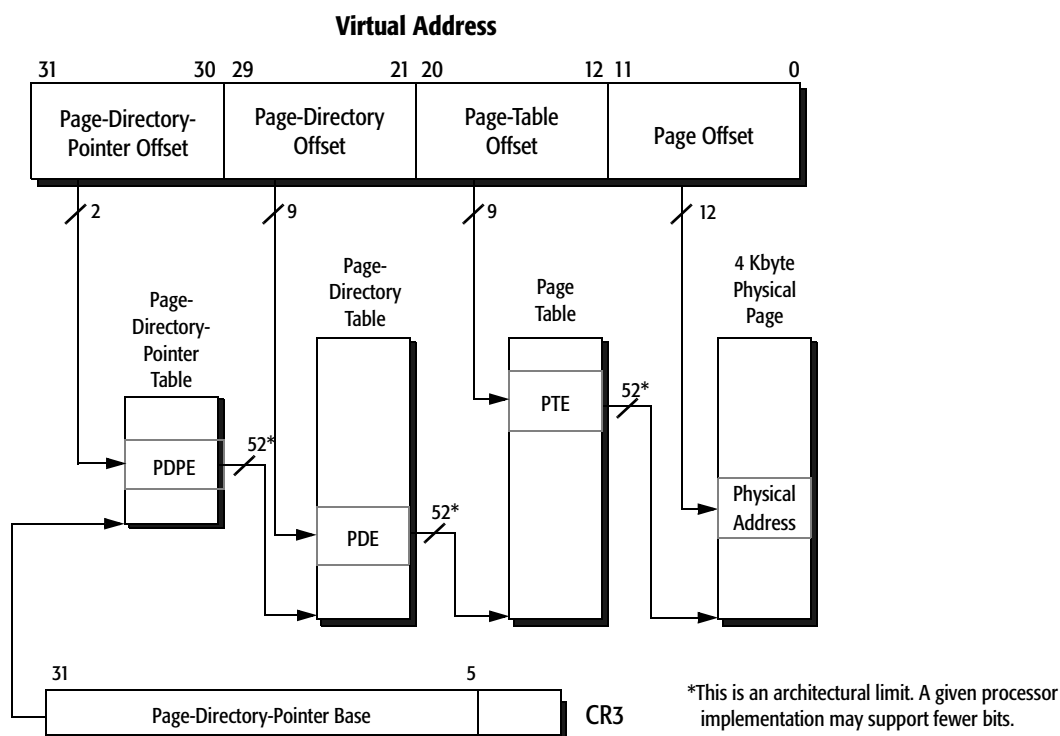 Virtual Address
31 30 29 21 20 12 11 0
Page-Directory-
Pointer Offset
Page-Directory
Offset
Page-Table
Offset
Page Offset
2
9
9
12
Page-
Directory-
Pointer
Table
Page-
Directory
Table
Page
Table
4 Kbyte
Physical
Page
PDPE
52*
PDE
52*
PTE
52*
Physical
Address
31 5
Page-Directory-Pointer Base
CR3
*This is an architectural limit. A given processor
implementation may support fewer bits.